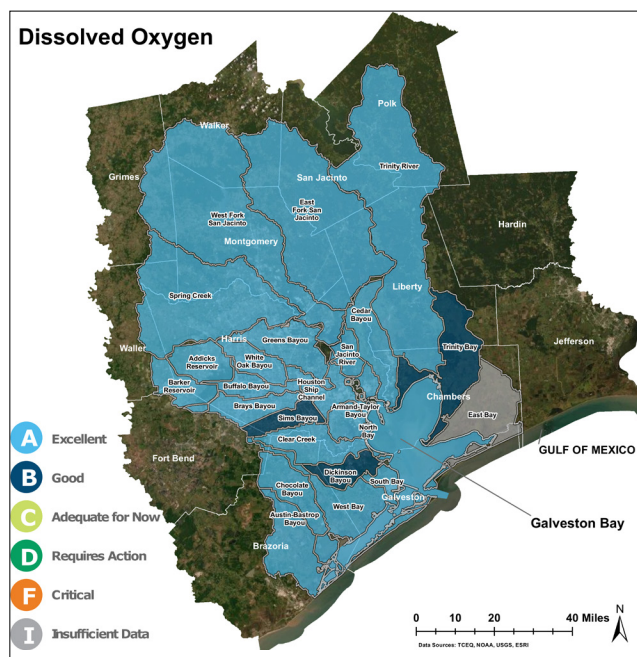 Dissolved Oxygen
Polk
Walker
Trinity River
San Jacinto
Grimes
East
Fork San
Jacinto
West Fork
San Jacinto
Hardin
Montgomery
Liberty
Spring Creek
Cedar
Bayou
Harris
Greens Bayou
Jefferson
Trinity Bay
San
Jacinto
River
Waller
Addicks
Reservoir
White
Oak Bayou
Barker
Reservoir
Buffalo Bayou
Houston
Ship
Channel
Chambers
Brays Bayou
Armand-Taylor
Bayou
East Bay
Sims Bayou
North
Bay
A Excellent
Clear Creek
GULF OF MEXICO
Fort Bend
B Good
Dickinson
Bayou
South Bay
Chocolate
Bayou
Galveston
C Adequate for Now
West Bay
Austin-Bastrop
Bayou
Galveston Bay
Brazoria
D Requires Action
F Critical
I Insufficient Data
0 10 20 40 Miles
N
Data Sources: TCEQ, NOAA, USGS, ESRI